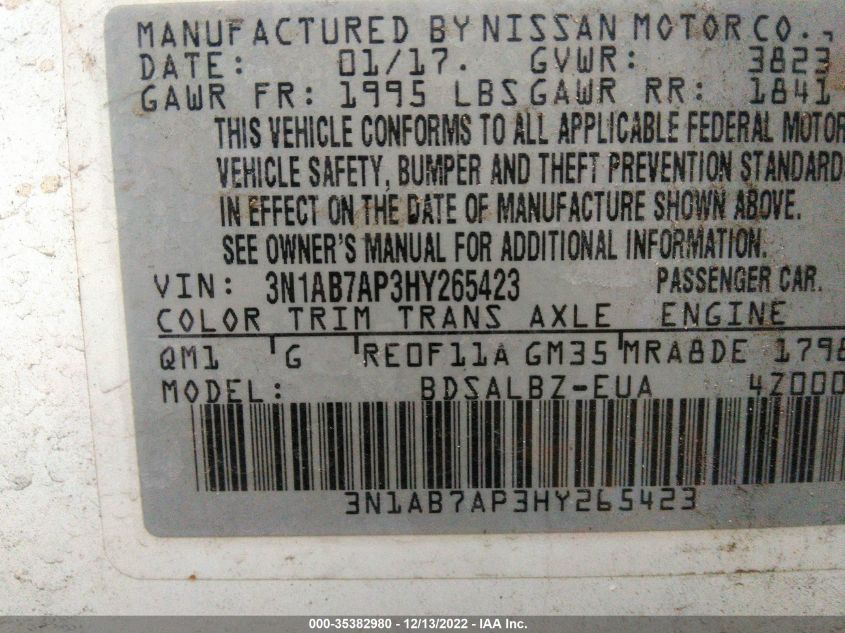 MANUFACTURED BY NISSAN MOTOR CO.,
DATE: 01/17. GVWR: 3823
GAWR FR: 1995 LBS GAWR RR: 1841
THIS VEHICLE CONFORMS TO ALL APPLICABLE FEDERAL MOTOR
VEHICLE SAFETY, BUMPER AND THEFT PREVENTION STANDARDS
IN EFFECT ON THE DATE OF MANUFACTURE SHOWN ABOVE.
SEE OWNER'S MANUAL FOR ADDITIONAL INFORMATION.
VIN: 3N1AB7AP3HY265423 PASSENGER CAR.
COLOR TRIM TRANS AXLE ENGINE
QM1 G RE0F11A GM35 MRA8DE 1798
MODEL: BDSALBZ-EUA 4Z000
3N1AB7AP3HY265423
000-35382980 - 12/13/2022 - IAA Inc.